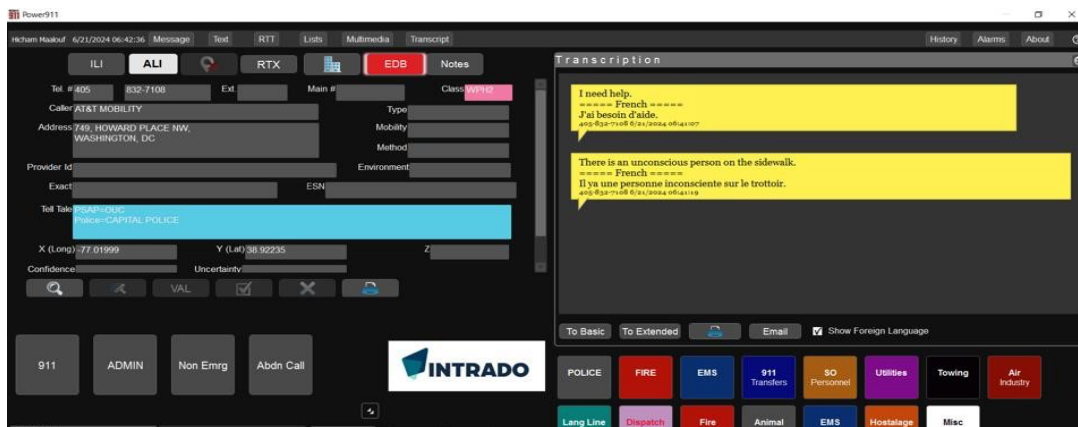 Power911
Hicham Maalouf 6/21/2024 06:42:36 Message Text RTT Lists Multimedia Transcript History Alarms About
ILI ALI RTX EDB Notes
Tel. # 405 832-7108 Ext. Main # Class WPH2
Caller AT&T MOBILITY Type
Address 749, HOWARD PLACE NW, Mobility
WASHINGTON, DC
Method
Provider Id Environment
Exact ESN
Tell Tale PSAP=OUC
Police=CAPITAL POLICE
X (Long) -77.01999 Y (Lat) 38.92235 Z
Confidence Uncertainty
VAL
911 ADMIN Non Emrg Abdn Call
INTRADO
Transcription
I need help.
===== French =====
J'ai besoin d'aide.
405-832-7108 6/21/2024 06:41:07
There is an unconscious person on the sidewalk.
===== French =====
Il ya une personne inconsciente sur le trottoir.
405-832-7108 6/21/2024 06:41:19
To Basic To Extended Email Show Foreign Language
POLICE FIRE EMS 911 Transfers SO Personnel Utilities Towing Air Industry
Lang Line Dispatch Fire Animal EMS Hostalage Misc